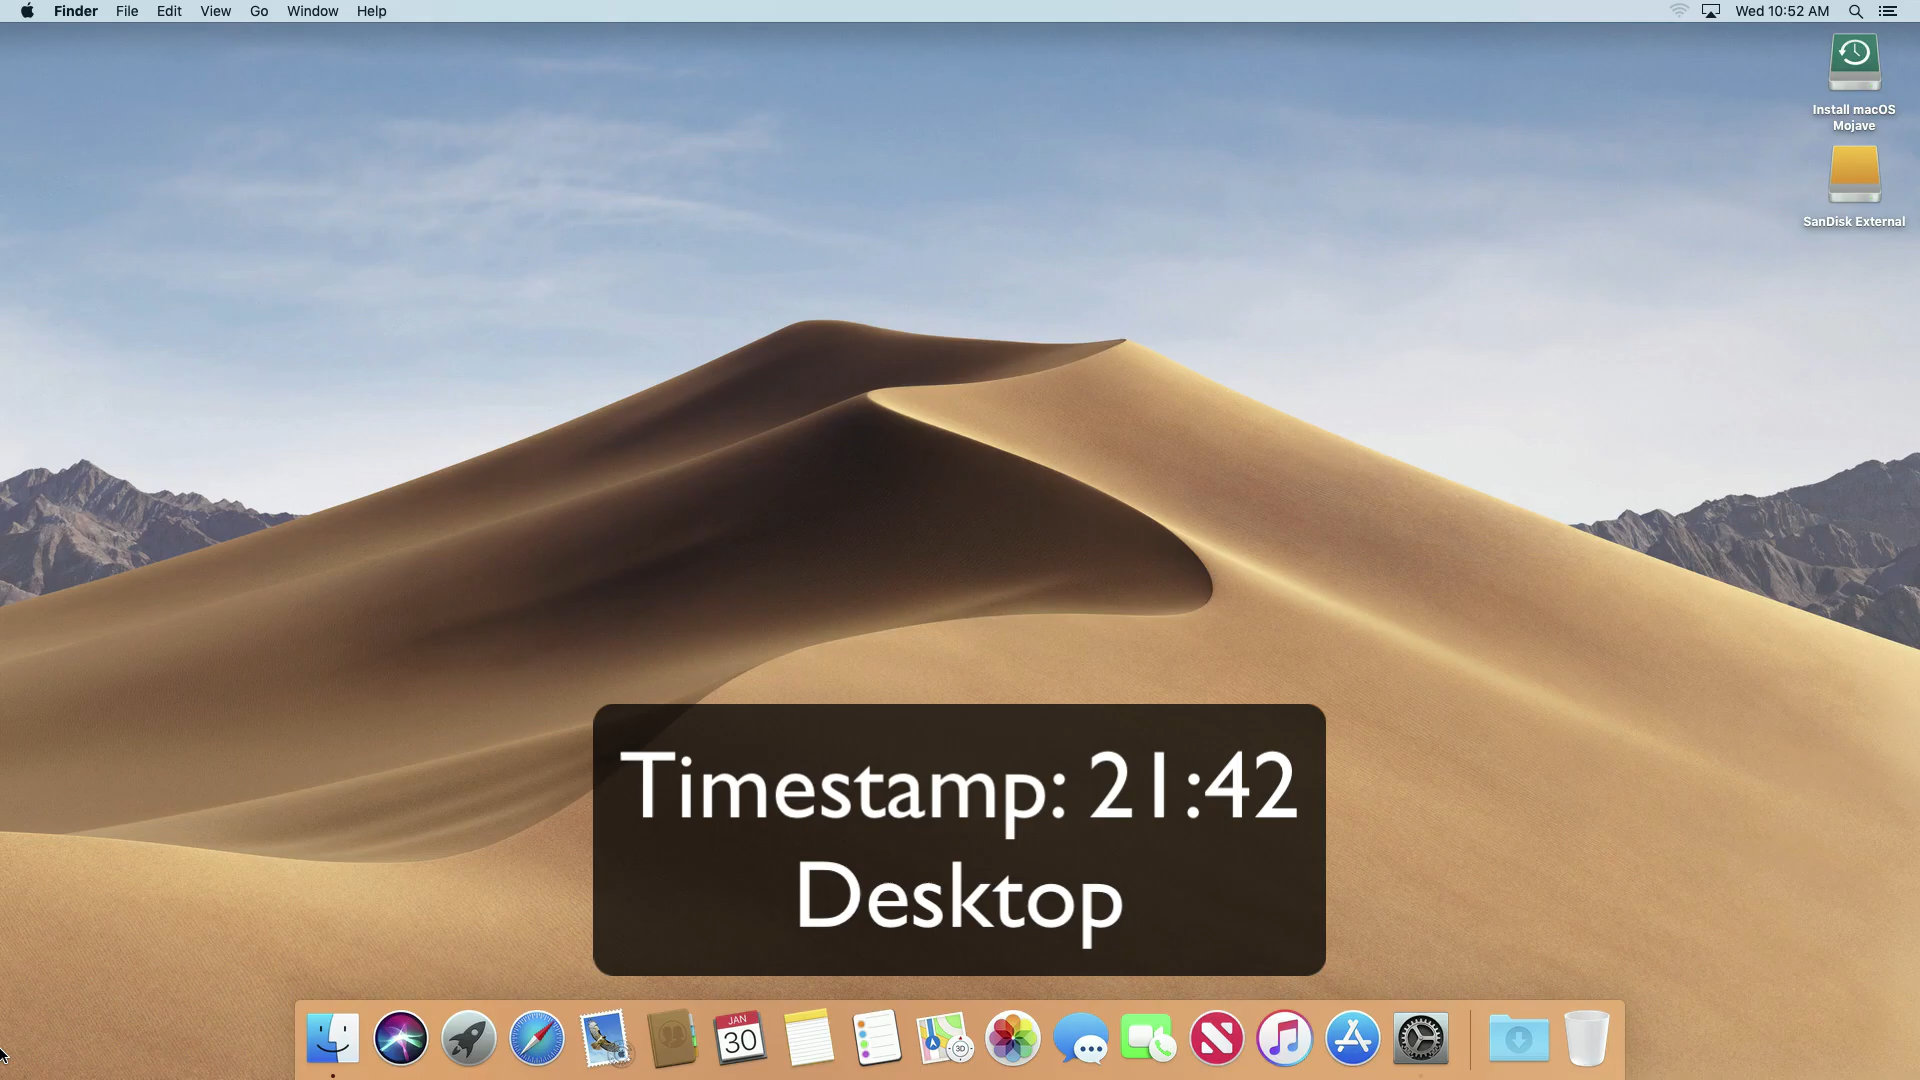 Finder File Edit View Go Window Help Wed 10:52 AM
Install macOS
Mojave
SanDisk External
Timestamp: 21:42
Desktop
JAN
30
3D